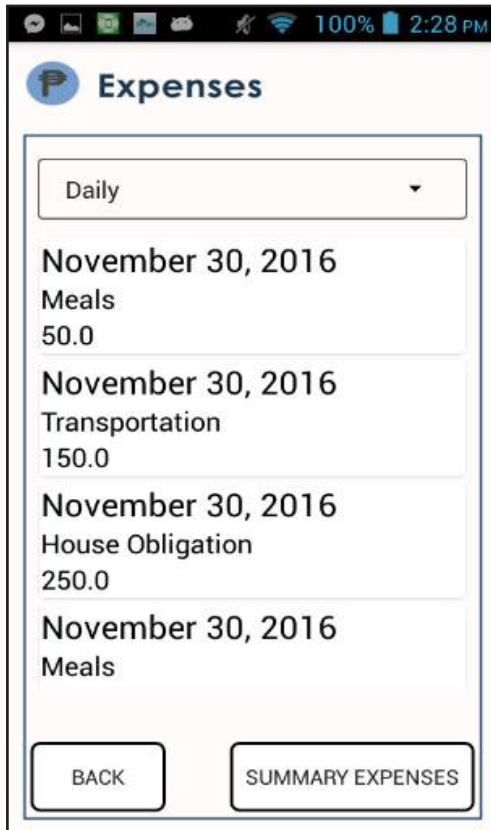 100% 2:28 PM
Expenses
Daily
November 30, 2016
Meals
50.0
November 30, 2016
Transportation
150.0
November 30, 2016
House Obligation
250.0
November 30, 2016
Meals
BACK SUMMARY EXPENSES